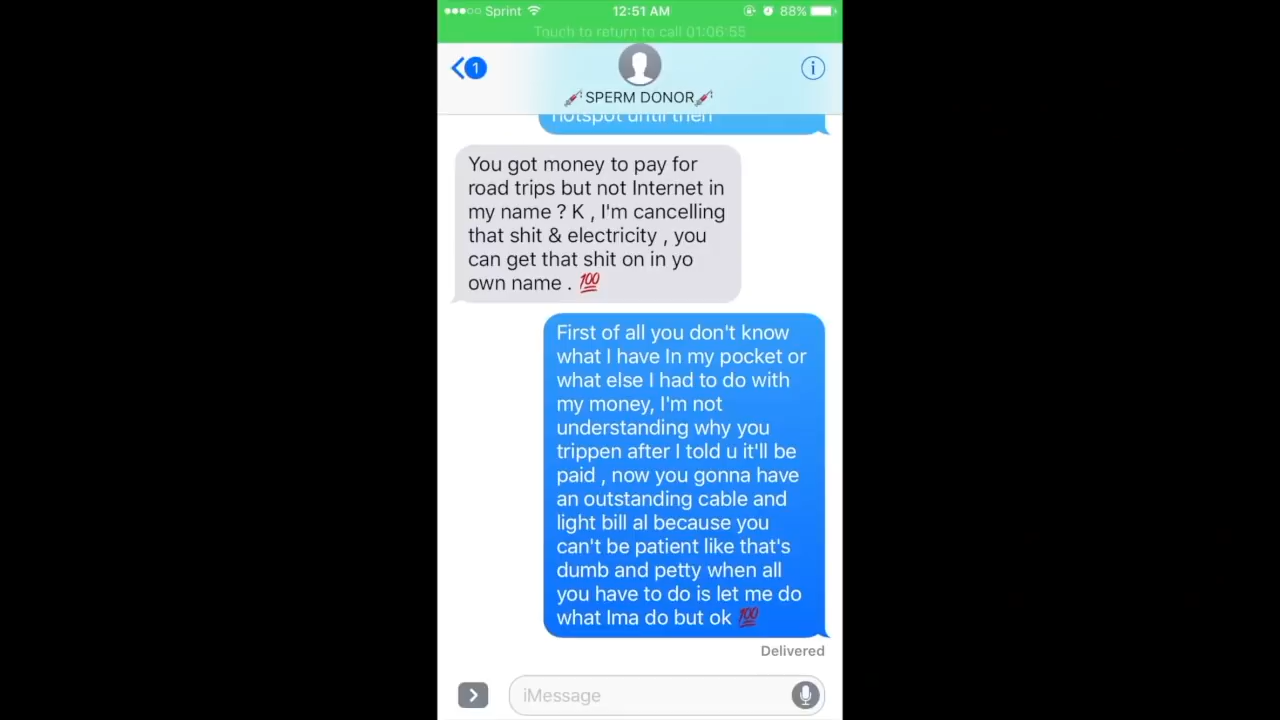 Sprint 12:51 AM 88%
Touch to return to call 01:06:55
1
💉SPERM DONOR💉
hotspot until then
You got money to pay for
road trips but not Internet in
my name ? K , I'm cancelling
that shit & electricity , you
can get that shit on in yo
own name . 💯
First of all you don't know
what I have In my pocket or
what else I had to do with
my money, I'm not
understanding why you
trippen after I told u it'll be
paid , now you gonna have
an outstanding cable and
light bill al because you
can't be patient like that's
dumb and petty when all
you have to do is let me do
what Ima do but ok 💯
Delivered
iMessage